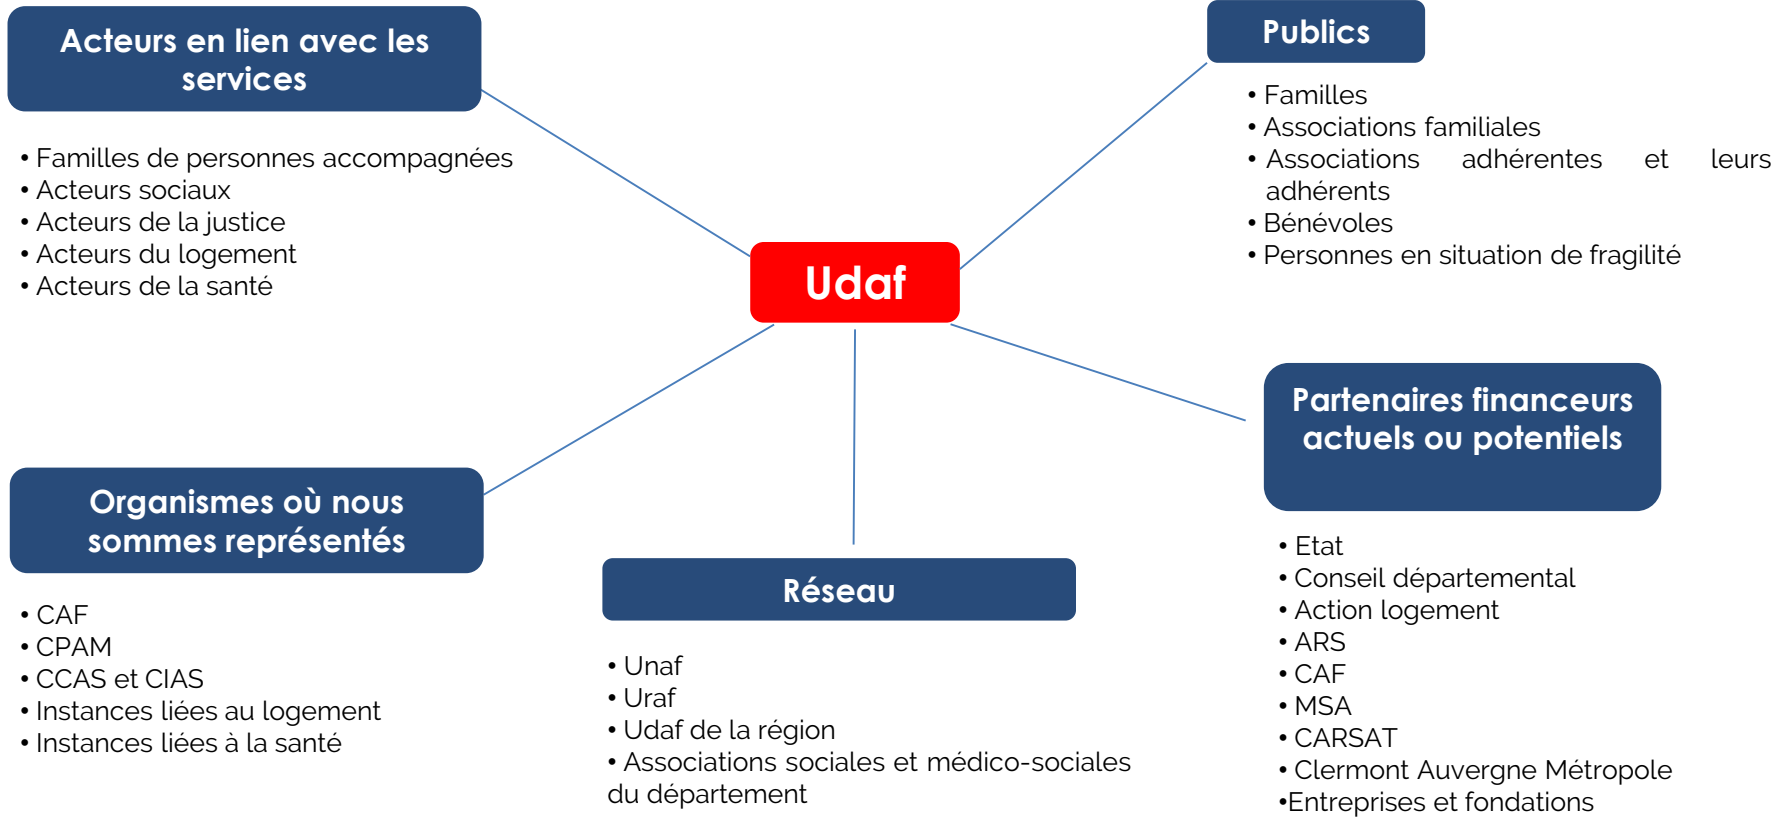 Acteurs en lien avec les
services
• Familles de personnes accompagnées
• Acteurs sociaux
• Acteurs de la justice
• Acteurs du logement
• Acteurs de la santé
Publics
• Familles
• Associations familiales
• Associations adhérentes et leurs
adhérents
• Bénévoles
• Personnes en situation de fragilité
Udaf
Organismes où nous
sommes représentés
• CAF
• CPAM
• CCAS et CIAS
• Instances liées au logement
• Instances liées à la santé
Réseau
• Unaf
• Uraf
• Udaf de la région
• Associations sociales et médico-sociales
du département
Partenaires financeurs
actuels ou potentiels
• Etat
• Conseil départemental
• Action logement
• ARS
• CAF
• MSA
• CARSAT
• Clermont Auvergne Métropole
•Entreprises et fondations